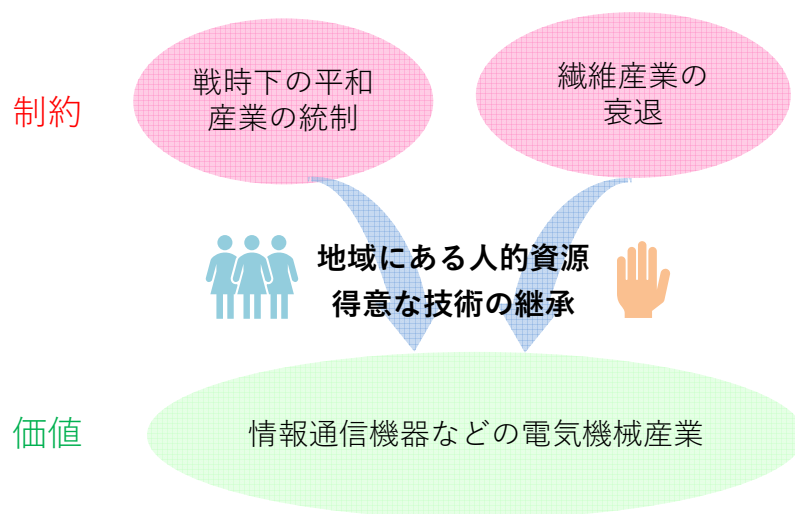 制約
戦時下の平和
産業の統制
繊維産業の
衰退
地域にある人的資源
得意な技術の継承
価値
情報通信機器などの電気機械産業